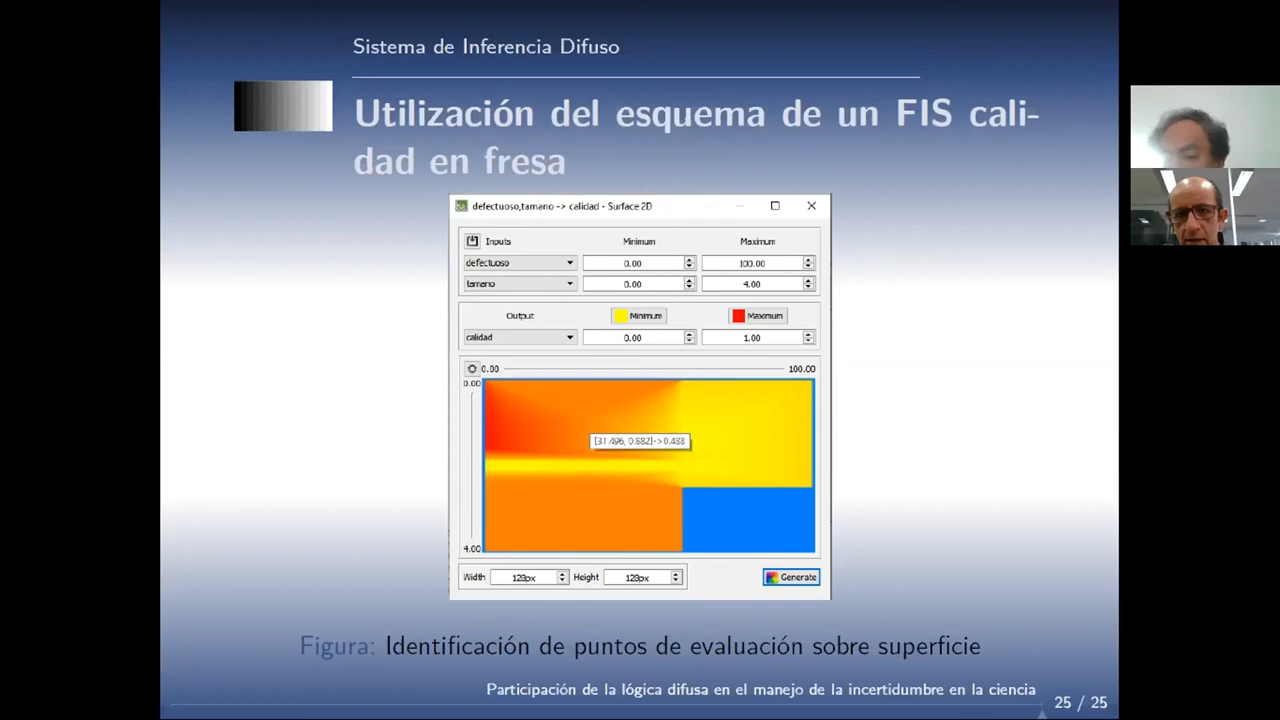 Sistema de Inferencia Difuso
Utilización del esquema de un FIS cali-
dad en fresa
defectuoso,tamano -> calidad - Surface 2D
Inputs Minimum Maximum
defectuoso 0.00 100.00
tamano 0.00 4.00
Output Minimum Maximum
calidad 0.00 1.00
0.00 100.00
0.00
[31.496, 0.882]->0.488
4.00
Width 128px Height 128px Generate
Figura: Identificación de puntos de evaluación sobre superficie
Participación de la lógica difusa en el manejo de la incertidumbre en la ciencia
25 / 25